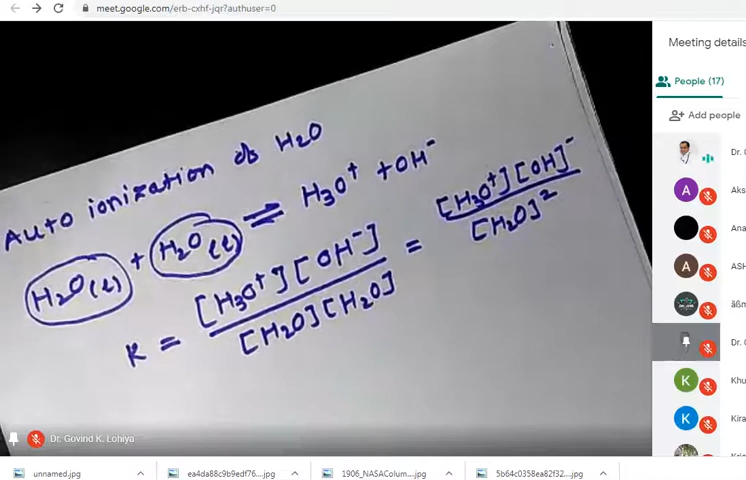 meet.google.com/erb-cxhf-jqr?authuser=0
Meeting details
People (17)
Add people
Auto ionization of H2O
H2O(l) + H2O(l) ⇌ H3O⁺ + OH⁻
K = [H3O⁺][OH⁻] / [H2O][H2O] = [H3O⁺][OH]⁻ / [H2O]²
Dr. Govind K. Lohiya
Dr. G
A Aks
Ana
A ASH
äßm
Dr. G
K Khu
K Kira
unnamed.jpg
ea4da88c9b9edf76....jpg
1906_NASAColum....jpg
5b64c0358ea82f32....jpg